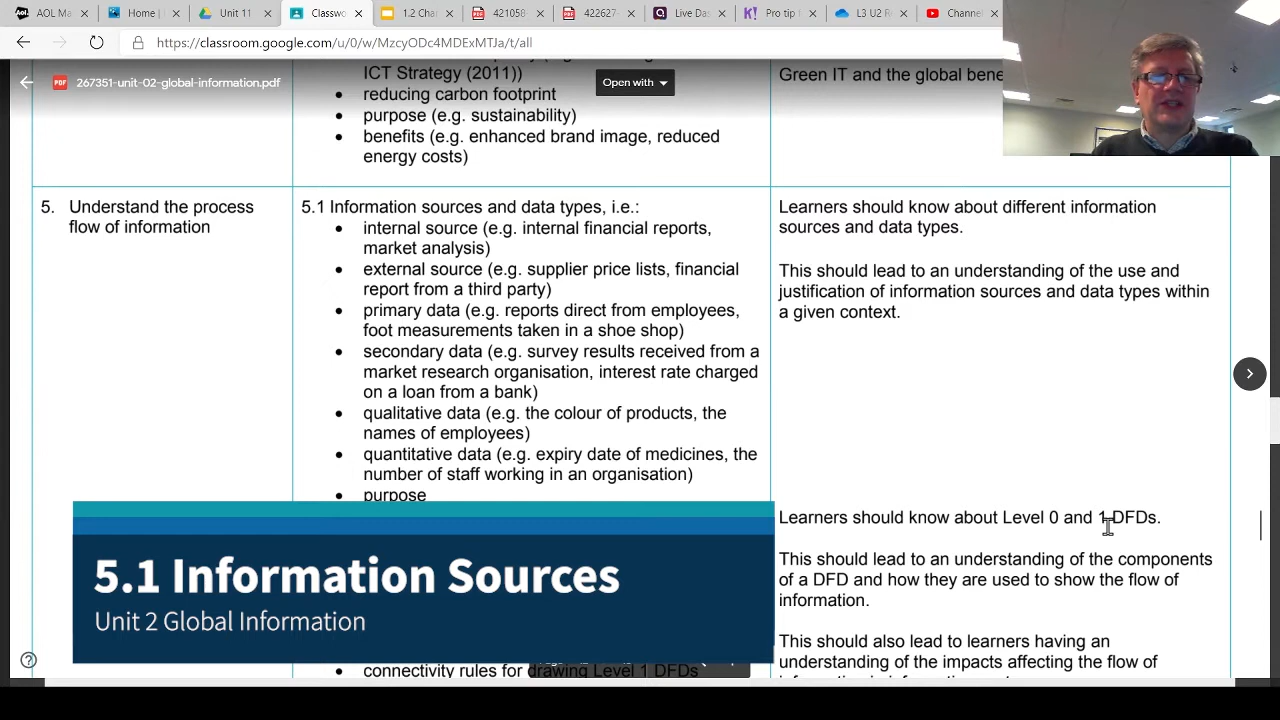 AOL Ma
Home |
Unit 11
Classwo
1.2 Cha
421058
422627-
Live Das
Pro tip
L3 U2 R
Channel
https://classroom.google.com/u/0/w/MzcyODc4MDExMTJa/t/all
267351-unit-02-global-information.pdf
Open with
ICT Strategy (2011))
• reducing carbon footprint
• purpose (e.g. sustainability)
• benefits (e.g. enhanced brand image, reduced
energy costs)
Green IT and the global bene
5. Understand the process
flow of information
5.1 Information sources and data types, i.e.:
• internal source (e.g. internal financial reports,
market analysis)
• external source (e.g. supplier price lists, financial
report from a third party)
• primary data (e.g. reports direct from employees,
foot measurements taken in a shoe shop)
• secondary data (e.g. survey results received from a
market research organisation, interest rate charged
on a loan from a bank)
• qualitative data (e.g. the colour of products, the
names of employees)
• quantitative data (e.g. expiry date of medicines, the
number of staff working in an organisation)
• purpose
Learners should know about different information
sources and data types.
This should lead to an understanding of the use and
justification of information sources and data types within
a given context.
Learners should know about Level 0 and 1 DFDs.
This should lead to an understanding of the components
of a DFD and how they are used to show the flow of
information.
This should also lead to learners having an
understanding of the impacts affecting the flow of
5.1 Information Sources
Unit 2 Global Information
connectivity rules for drawing Level 1 DFDs